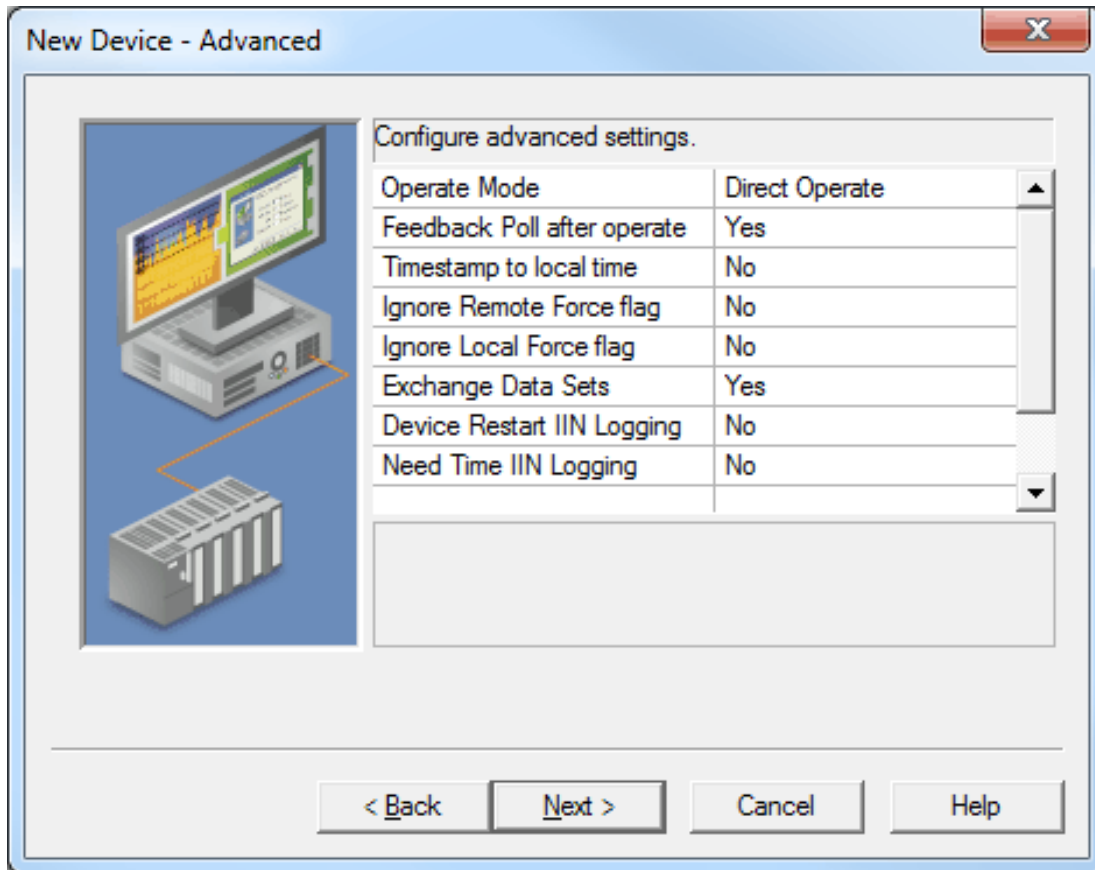 New Device - Advanced
Configure advanced settings.
Operate Mode Direct Operate
Feedback Poll after operate Yes
Timestamp to local time No
Ignore Remote Force flag No
Ignore Local Force flag No
Exchange Data Sets Yes
Device Restart IIN Logging No
Need Time IIN Logging No
< Back Next > Cancel Help